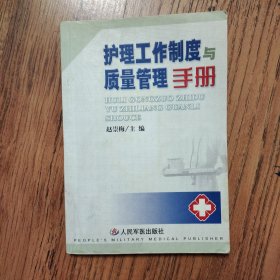 护理工作制度与
质量管理手册
HULI GONGZUO ZHIDU
YU ZHILIANG GUANLI
SHOUCE
赵崇梅/主编
人民军医出版社
PEOPLE'S MILITARY MEDICAL PUBLISHER